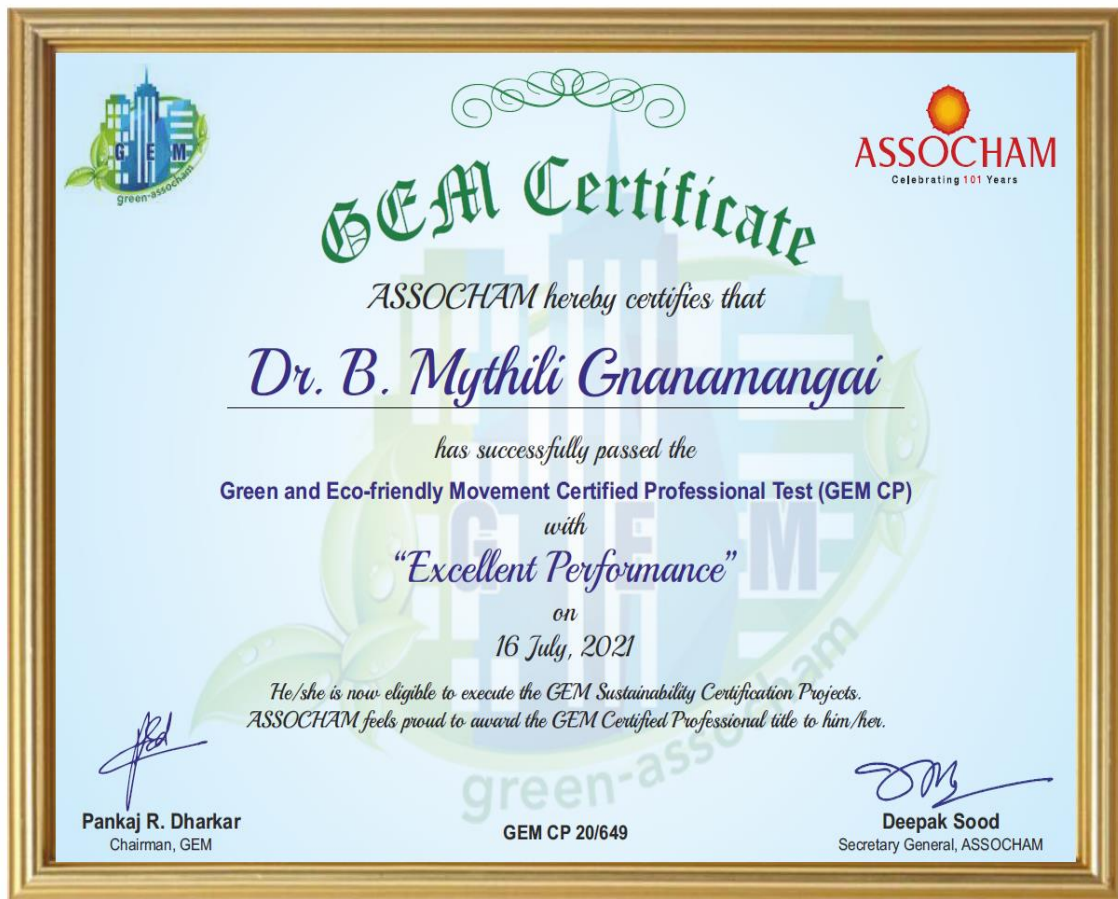 GEM
green-assocham
ASSOCHAM
Celebrating 101 Years
GEM Certificate
ASSOCHAM hereby certifies that
Dr. B. Mythili Gnanamangai
has successfully passed the
Green and Eco-friendly Movement Certified Professional Test (GEM CP)
with
“Excellent Performance”
on
16 July, 2021
He/she is now eligible to execute the GEM Sustainability Certification Projects.
ASSOCHAM feels proud to award the GEM Certified Professional title to him/her.
GEM
green-assocham
Pankaj R. Dharkar
Chairman, GEM
GEM CP 20/649
Deepak Sood
Secretary General, ASSOCHAM